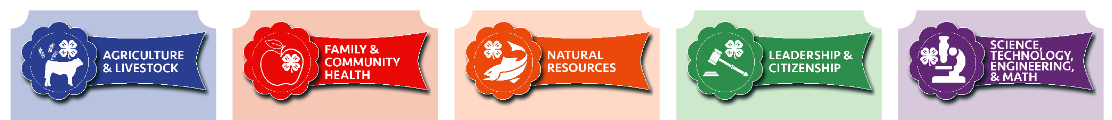 AGRICULTURE
& LIVESTOCK
FAMILY &
COMMUNITY
HEALTH
NATURAL
RESOURCES
LEADERSHIP &
CITIZENSHIP
SCIENCE,
TECHNOLOGY,
ENGINEERING,
& MATH